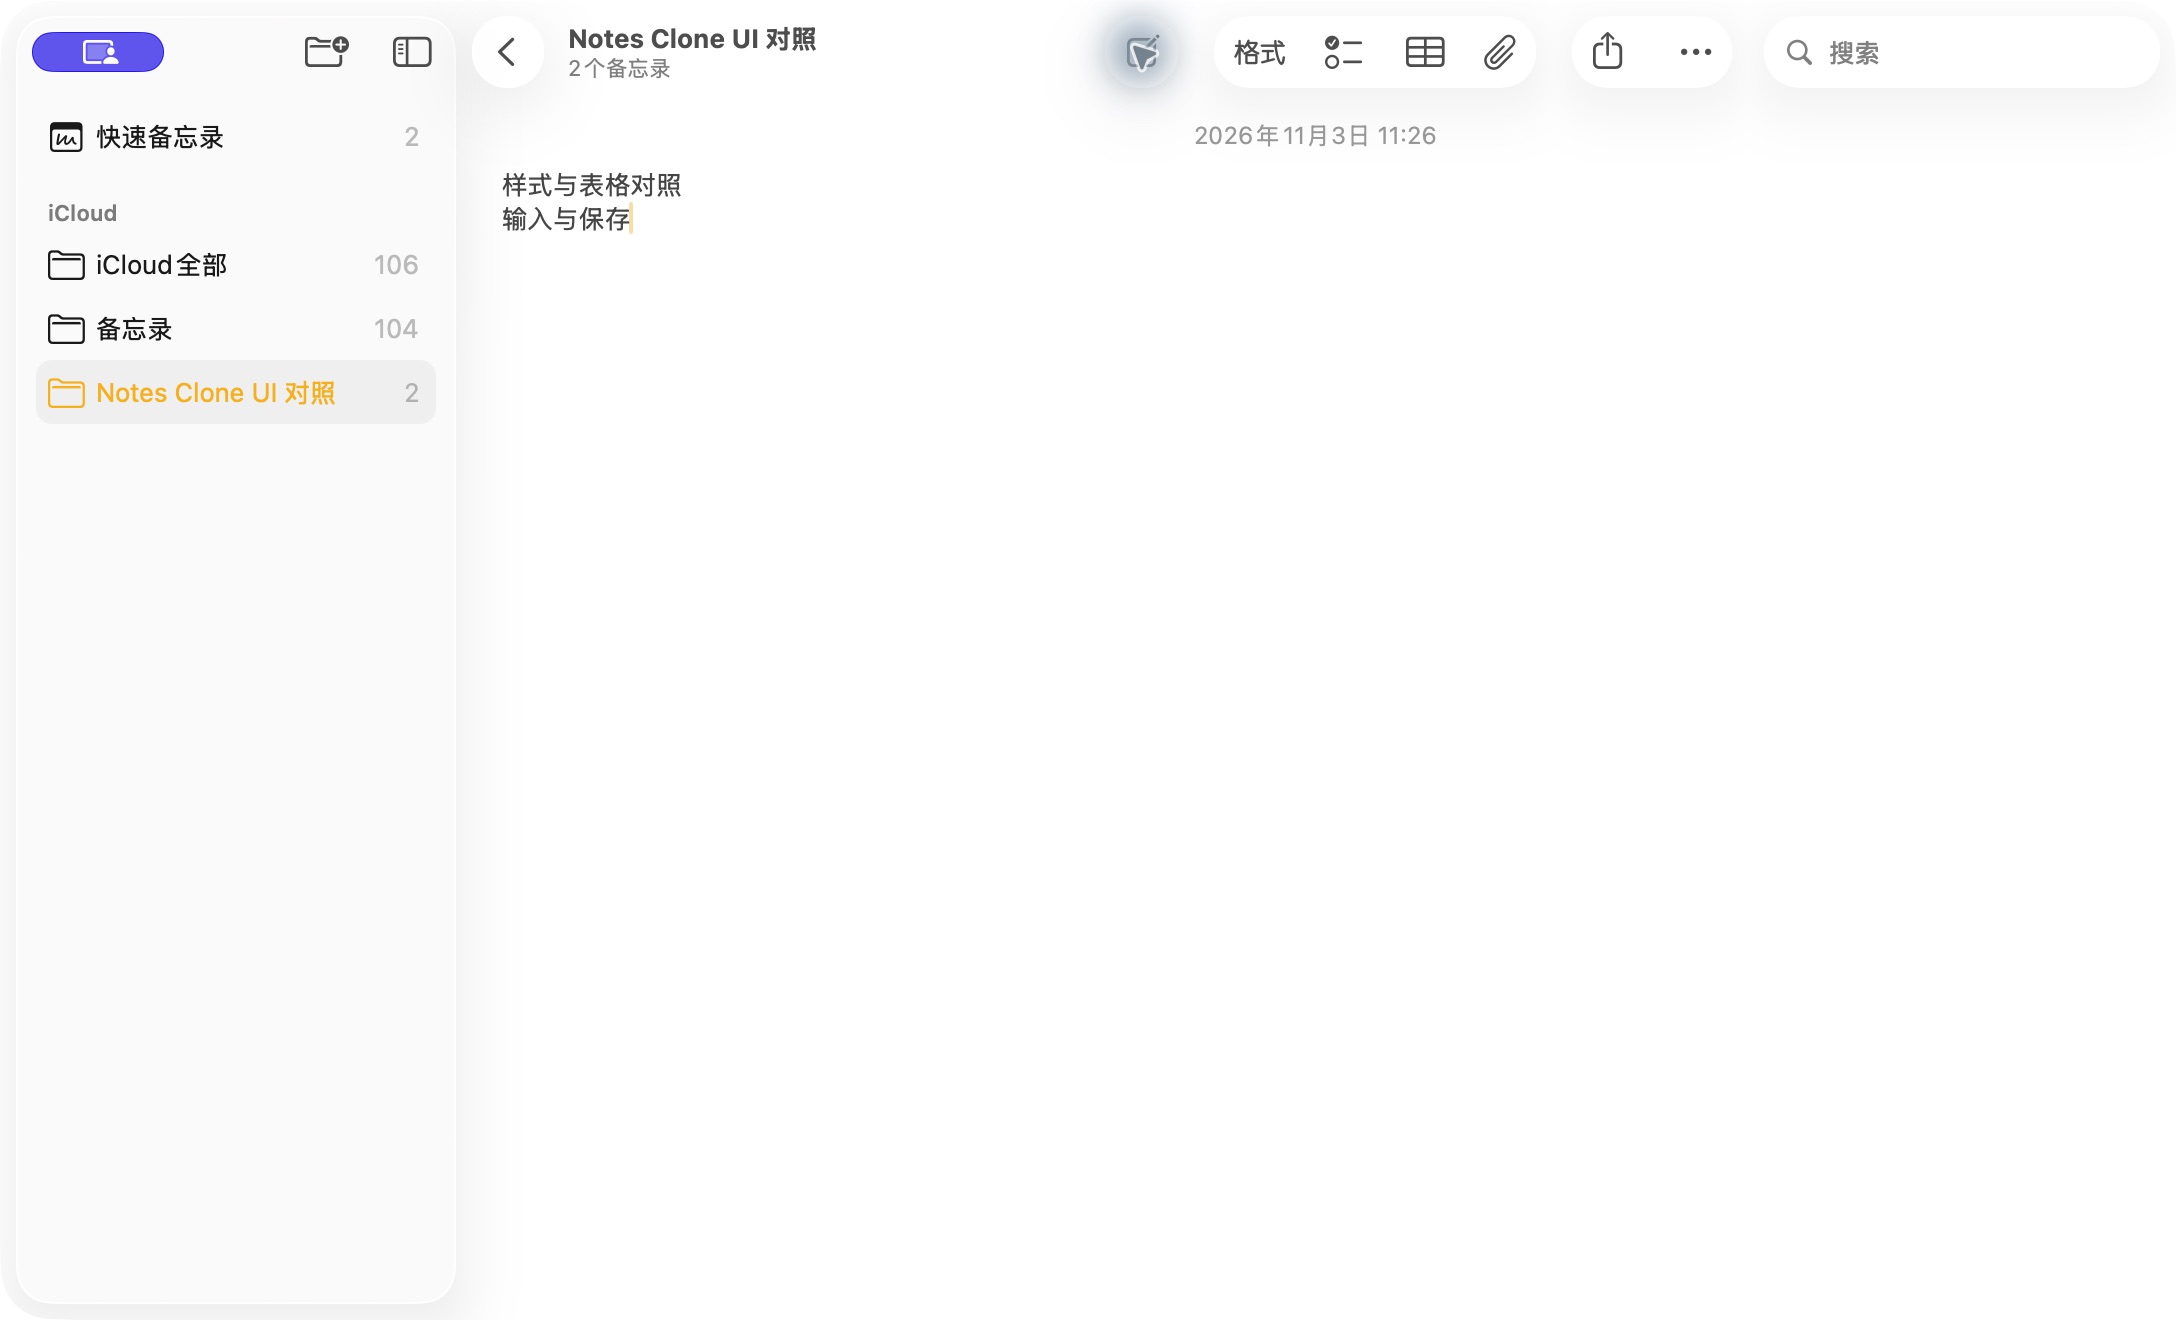 Notes Clone UI 对照
2个备忘录
格式
搜索
快速备忘录 2
iCloud
iCloud全部 106
备忘录 104
Notes Clone UI 对照 2
2026年11月3日 11:26
样式与表格对照
输入与保存